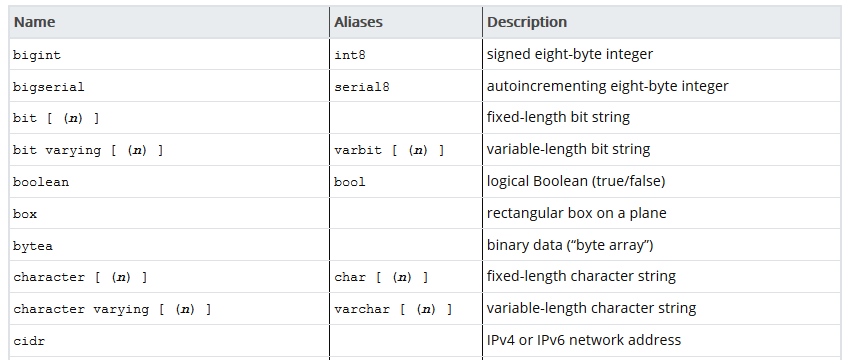 Name Aliases Description
bigint int8 signed eight-byte integer
bigserial serial8 autoincrementing eight-byte integer
bit [ (n) ] fixed-length bit string
bit varying [ (n) ] varbit [ (n) ] variable-length bit string
boolean bool logical Boolean (true/false)
box rectangular box on a plane
bytea binary data (“byte array”)
character [ (n) ] char [ (n) ] fixed-length character string
character varying [ (n) ] varchar [ (n) ] variable-length character string
cidr IPv4 or IPv6 network address